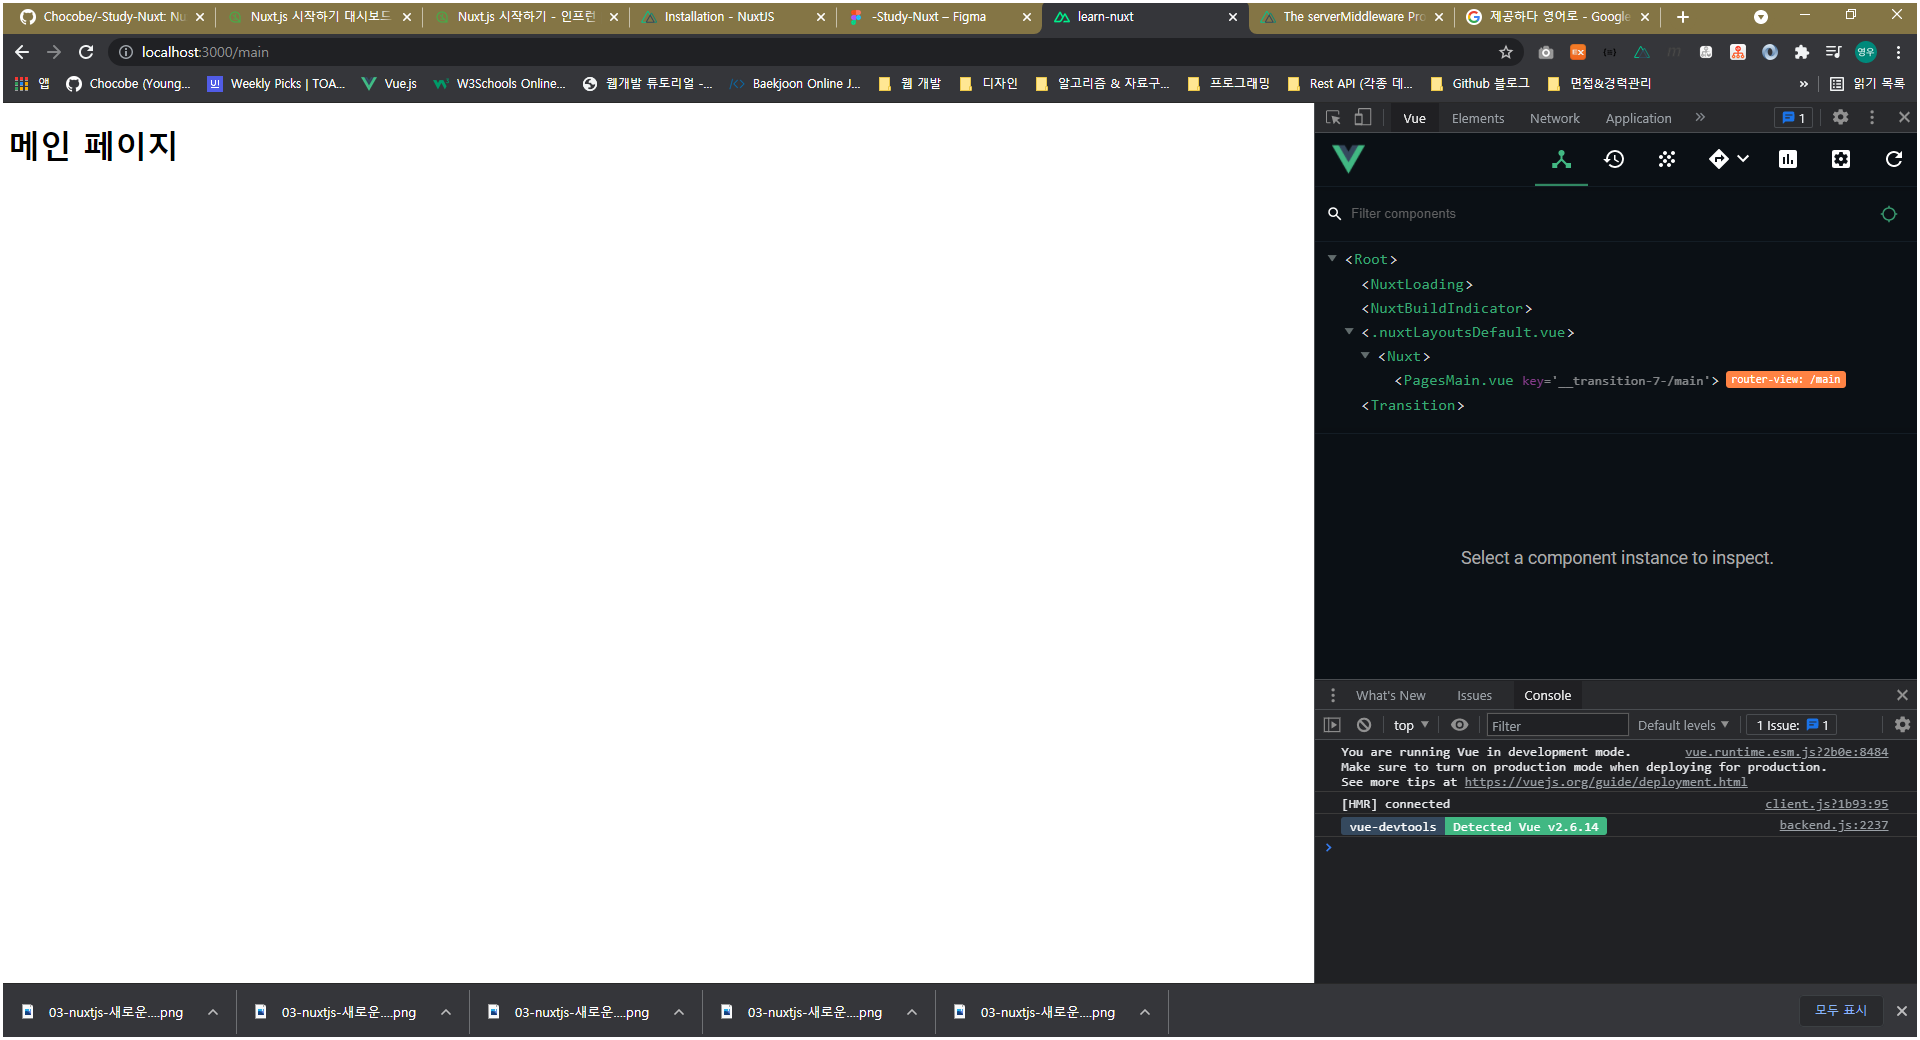 Chocobe/-Study-Nuxt: Nu
Nuxt.js 시작하기 대시보드
Nuxt.js 시작하기 - 인프런
Installation - NuxtJS
-Study-Nuxt – Figma
learn-nuxt
The serverMiddleware Pro
제공하다 영어로 - Google
localhost:3000/main
EX
영우
앱
Chocobe (Young...
UI
Weekly Picks | TOA...
Vue.js
W3Schools Online...
웹개발 튜토리얼 -...
Baekjoon Online J...
웹 개발
디자인
알고리즘 & 자료구...
프로그래밍
Rest API (각종 데...
Github 블로그
면접&경력관리
»
읽기 목록
메인 페이지
Vue
Elements
Network
Application
»
1
Filter components
<Root>
<NuxtLoading>
<NuxtBuildIndicator>
<.nuxtLayoutsDefault.vue>
<Nuxt>
<PagesMain.vue key='__transition-7-/main'> router-view: /main
<Transition>
Select a component instance to inspect.
What's New
Issues
Console
top
Filter
Default levels
1 Issue: 1
You are running Vue in development mode. vue.runtime.esm.js?2b0e:8484
Make sure to turn on production mode when deploying for production.
See more tips at https://vuejs.org/guide/deployment.html
[HMR] connected client.js?1b93:95
vue-devtools Detected Vue v2.6.14 backend.js:2237
03-nuxtjs-새로운....png
03-nuxtjs-새로운....png
03-nuxtjs-새로운....png
03-nuxtjs-새로운....png
03-nuxtjs-새로운....png
모두 표시